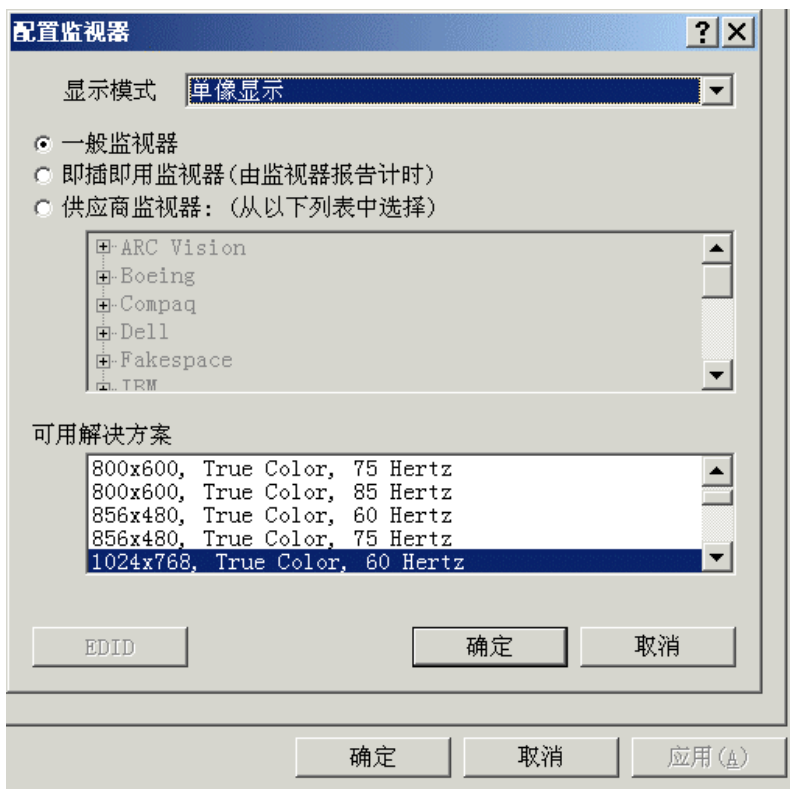 配置监视器
显示模式 单像显示
一般监视器
即插即用监视器(由监视器报告计时)
供应商监视器: (从以下列表中选择)
ARC Vision
Boeing
Compaq
Dell
Fakespace
IBM
可用解决方案
800x600, True Color, 75 Hertz
800x600, True Color, 85 Hertz
856x480, True Color, 60 Hertz
856x480, True Color, 75 Hertz
1024x768, True Color, 60 Hertz
EDID 确定 取消
确定 取消 应用(A)